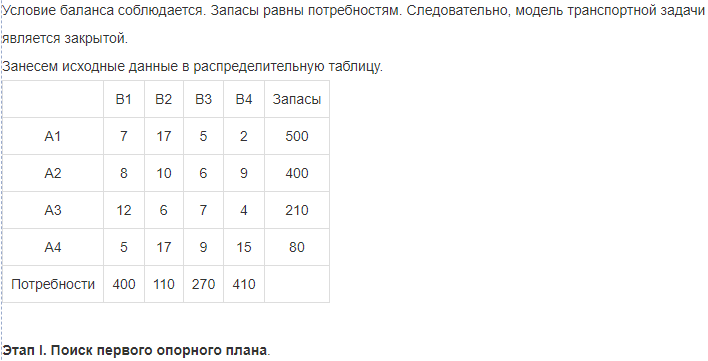 Условие баланса соблюдается. Запасы равны потребностям. Следовательно, модель транспортной задачи
является закрытой.
Занесем исходные данные в распределительную таблицу.
B1 B2 B3 B4 Запасы
A1 7 17 5 2 500
A2 8 10 6 9 400
A3 12 6 7 4 210
A4 5 17 9 15 80
Потребности 400 110 270 410
Этап I. Поиск первого опорного плана.